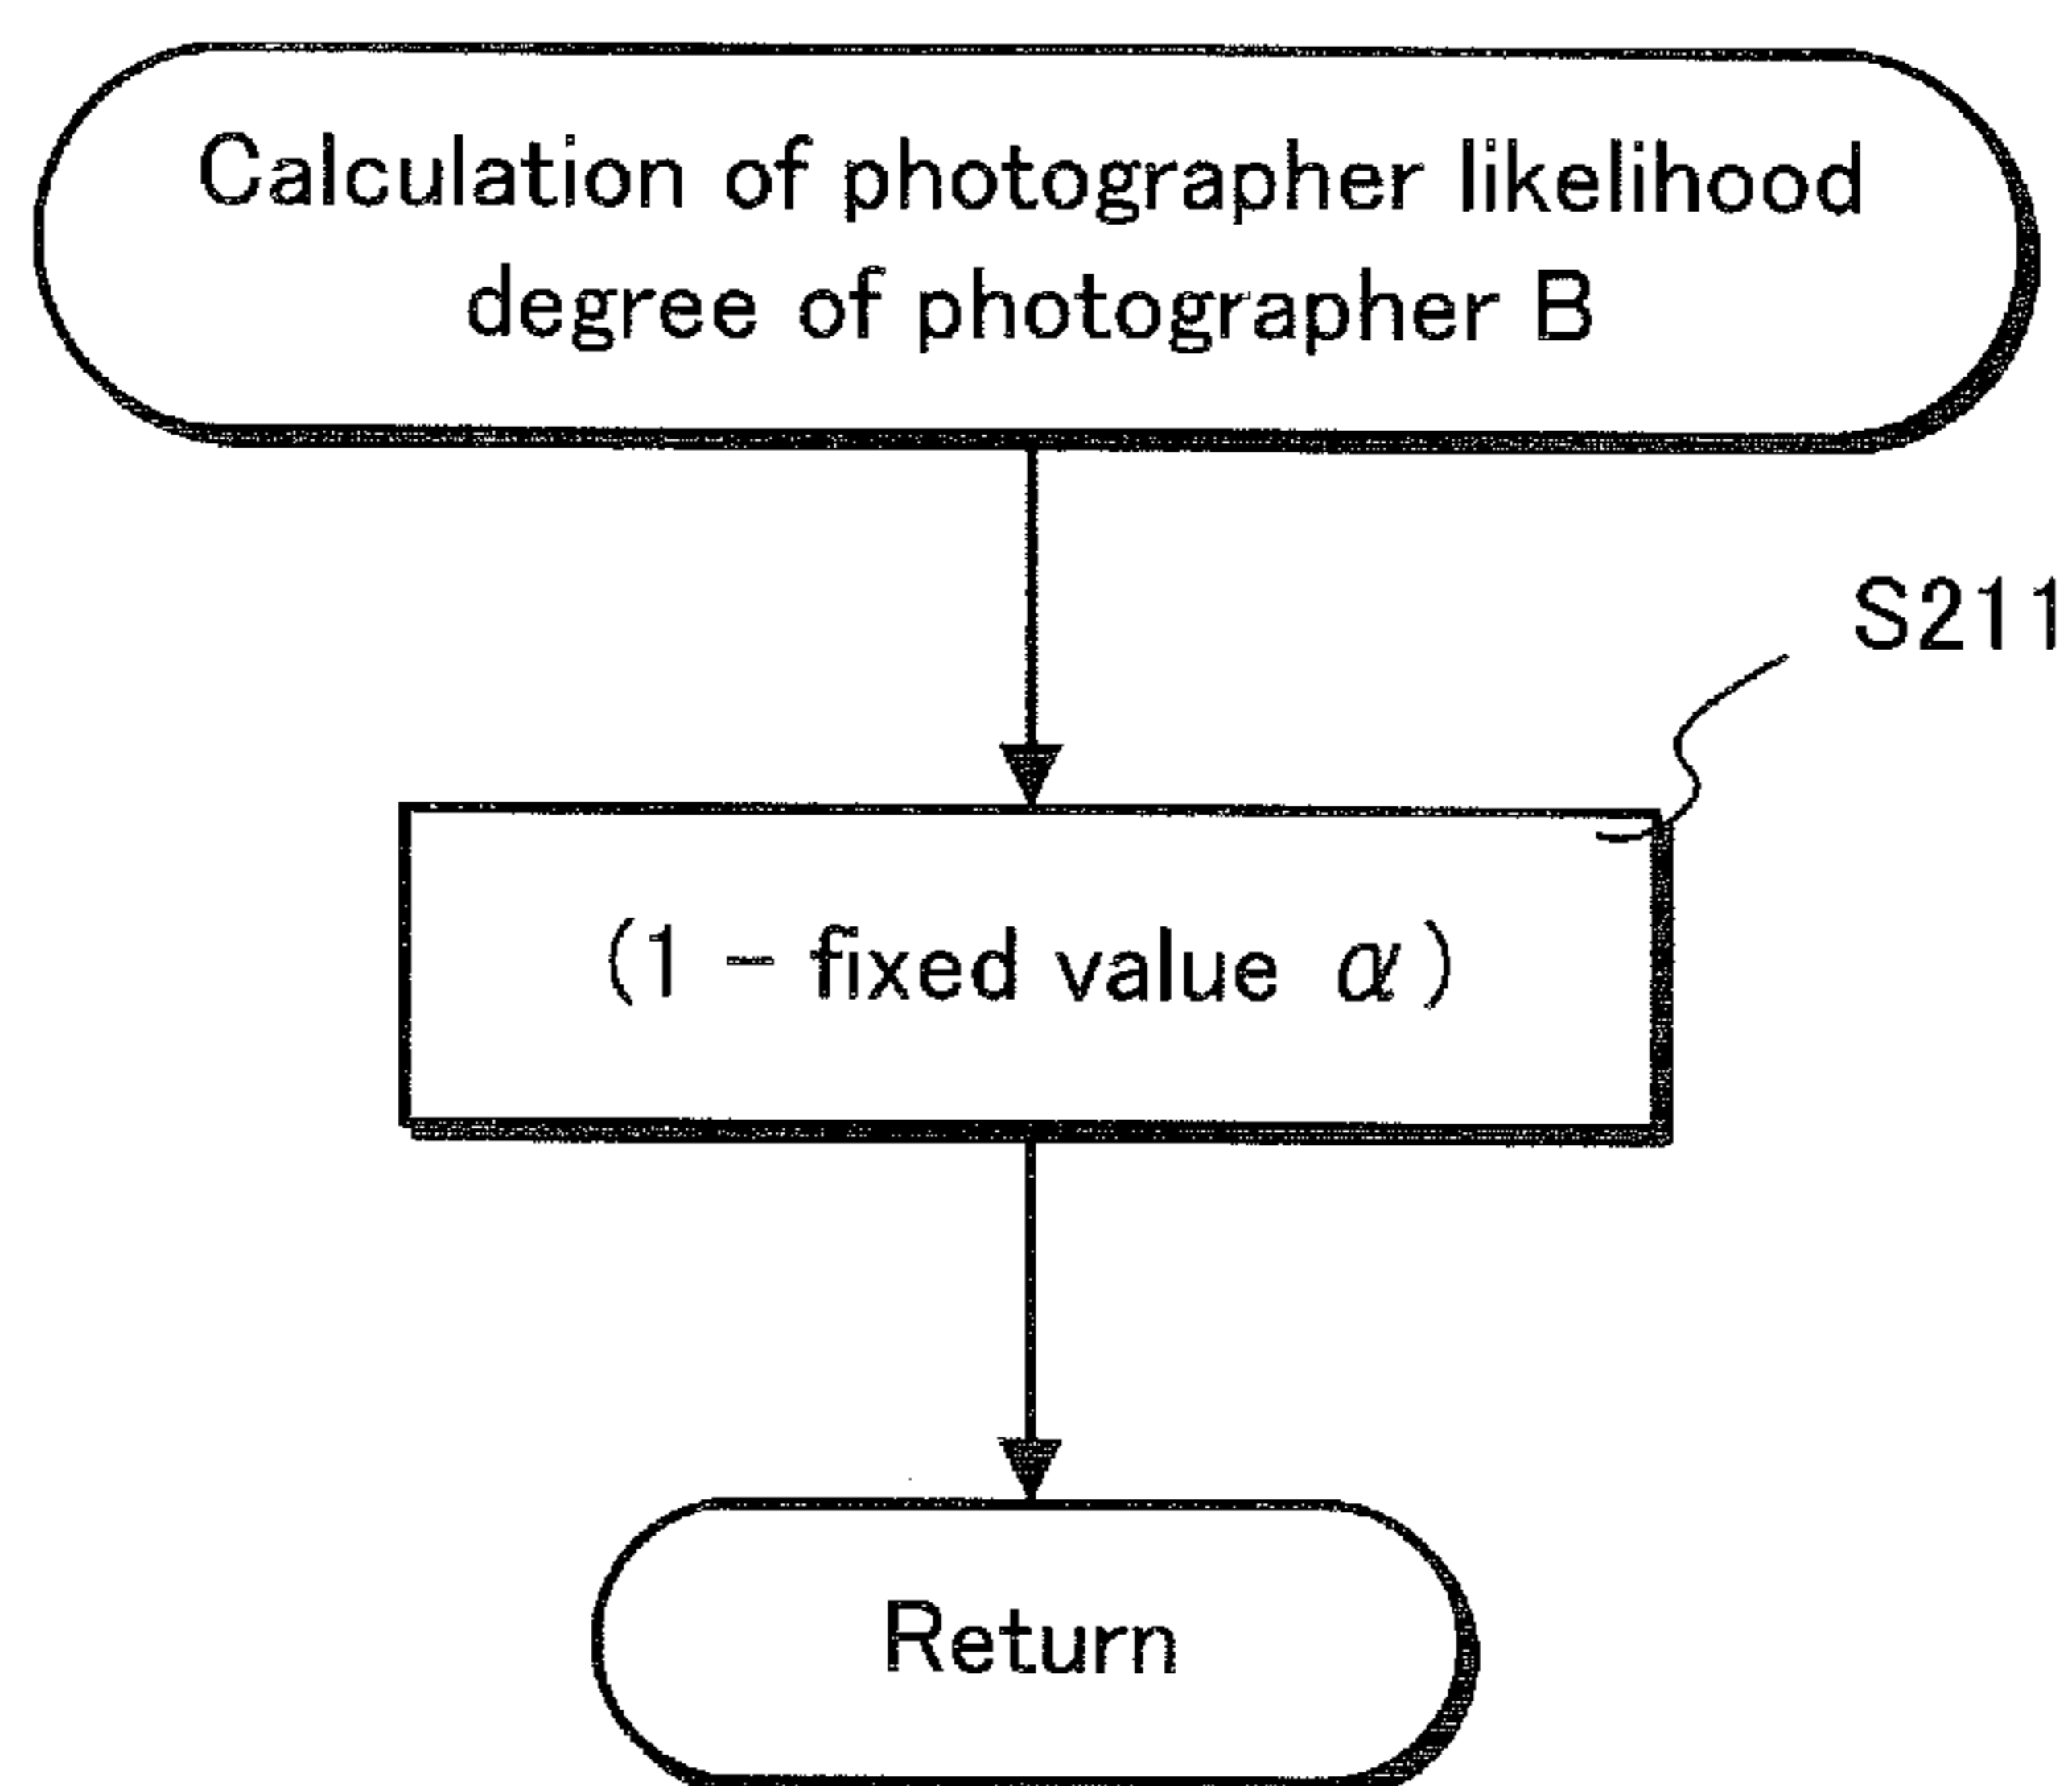 Calculation of photographer likelihood
degree of photographer B
S211
(1 − fixed value α)
Return